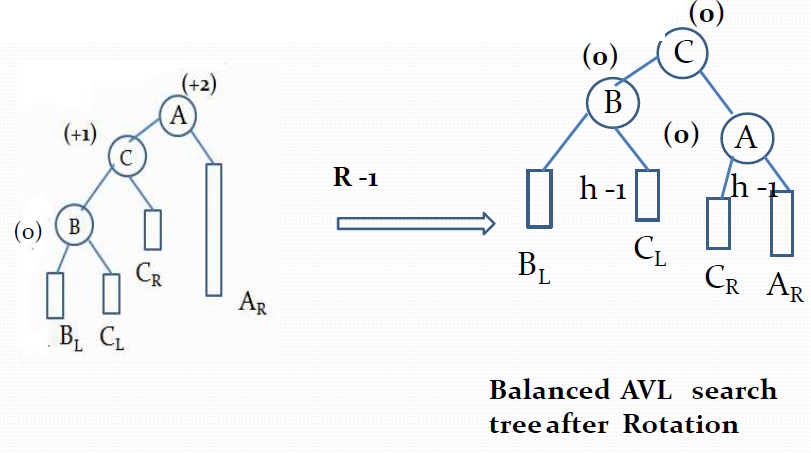 (+2)
A
(+1)
C
(0)
B
C_R
A_R
B_L C_L
R -1
(0)
C
(0)
B
(0)
A
h -1
h -1
B_L
C_L
C_R
A_R
Balanced AVL search
tree after Rotation